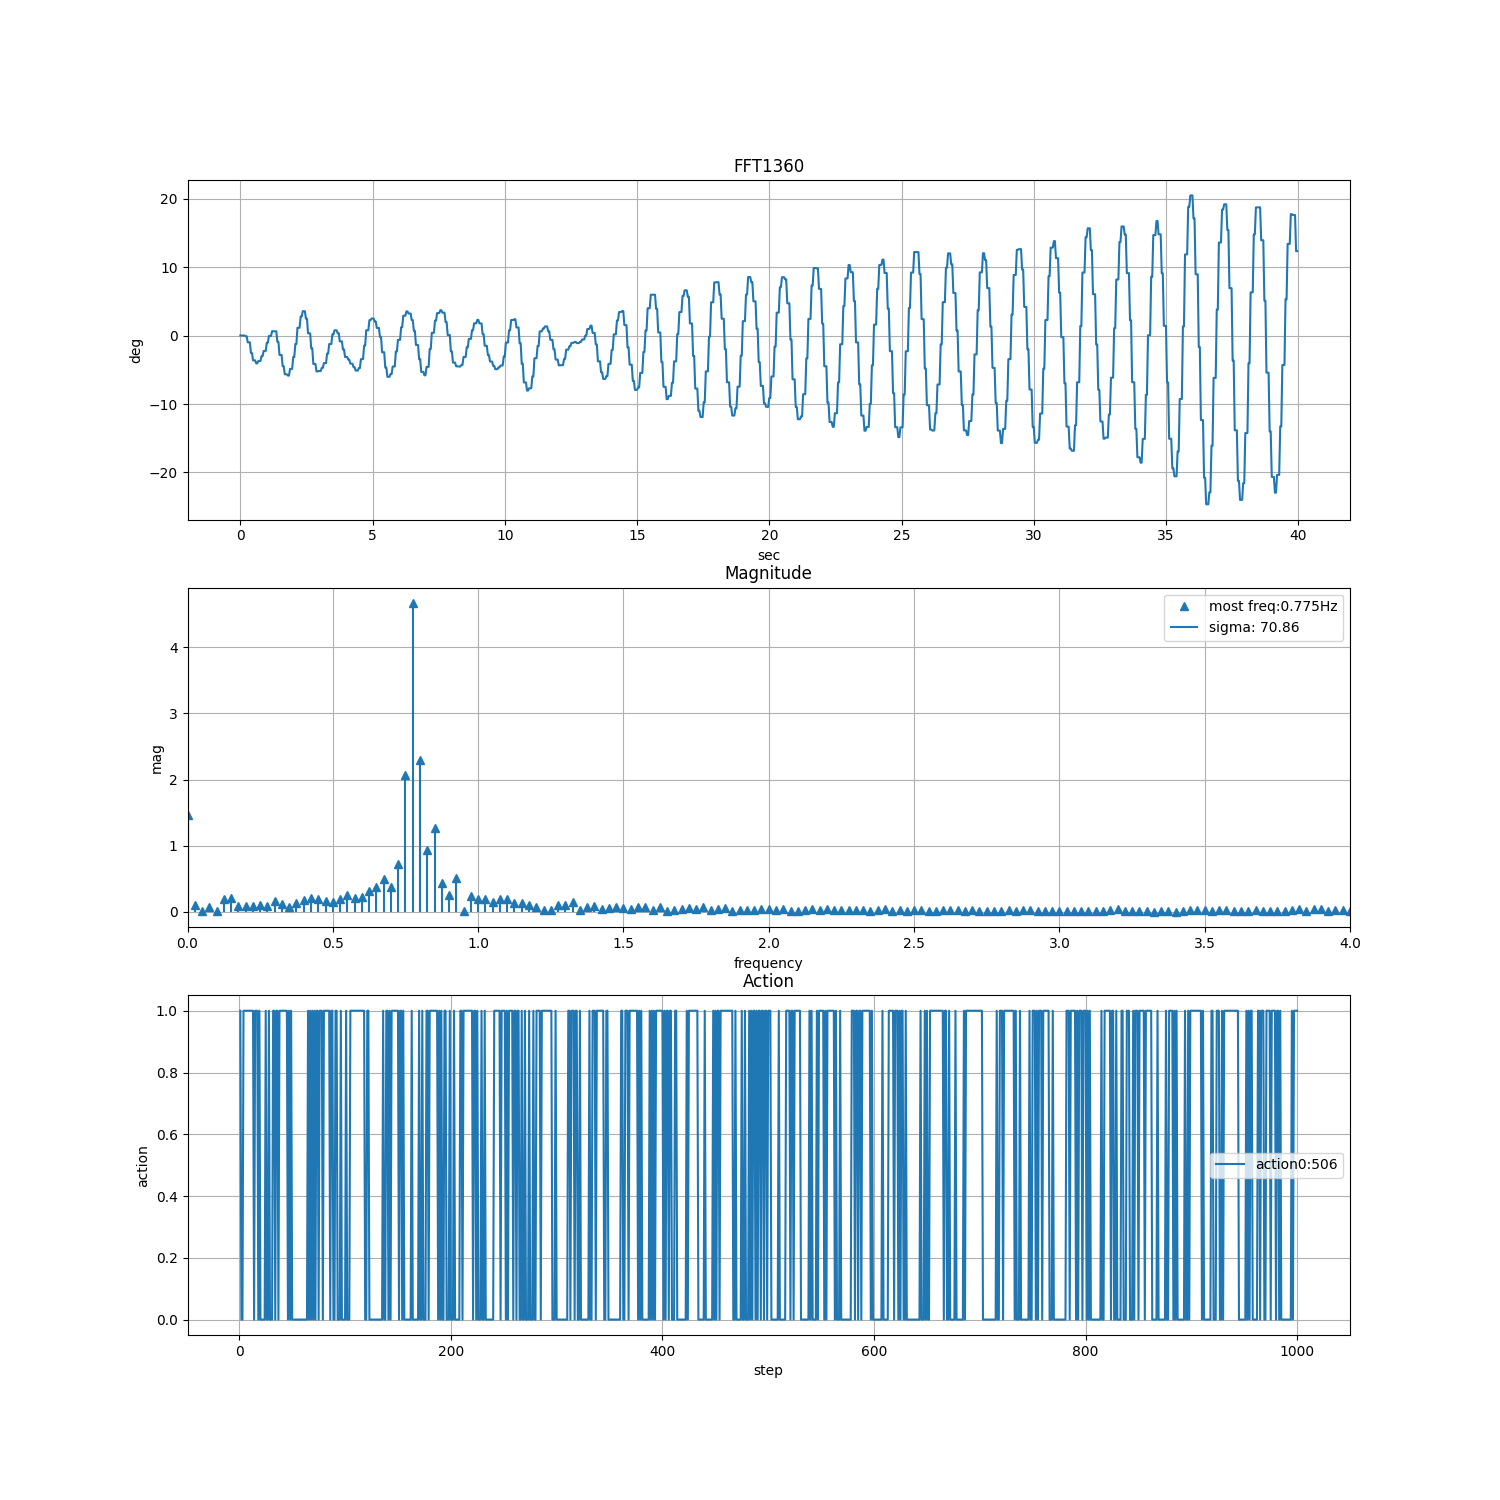 FFT1360
20
10
0
−10
−20
deg
0 5 10 15 20 25 30 35 40
sec
Magnitude
most freq:0.775Hz
sigma: 70.86
4
3
2
1
0
mag
0.0 0.5 1.0 1.5 2.0 2.5 3.0 3.5 4.0
frequency
Action
1.0
0.8
0.6
0.4
0.2
0.0
action
action0:506
0 200 400 600 800 1000
step